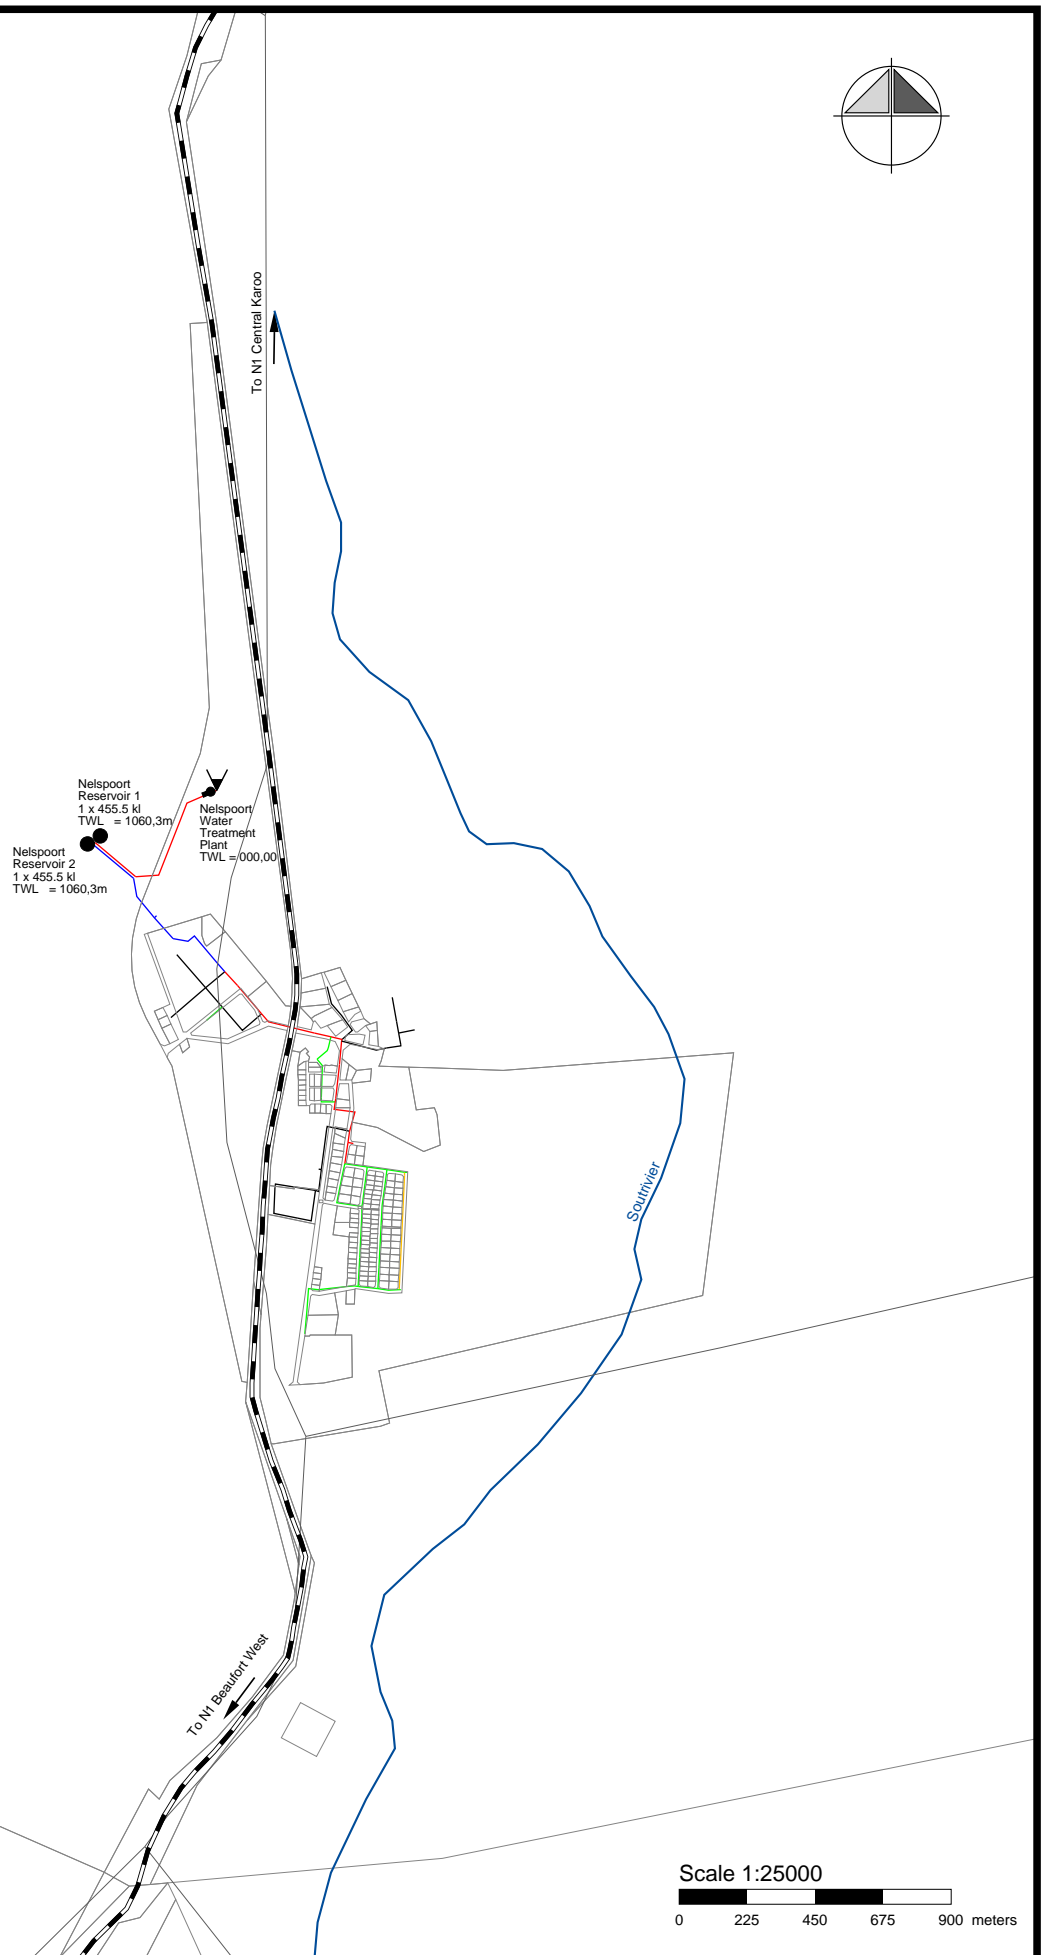 To N1 Central Karoo
Nelspoort
Reservoir 1
1 x 455.5 kl
TWL = 1060,3m
Nelspoort
Water
Treatment
Plant
TWL = 000,00
Nelspoort
Reservoir 2
1 x 455.5 kl
TWL = 1060,3m
Soutrivier
To N1 Beaufort West
Scale 1:25000
0 225 450 675 900 meters